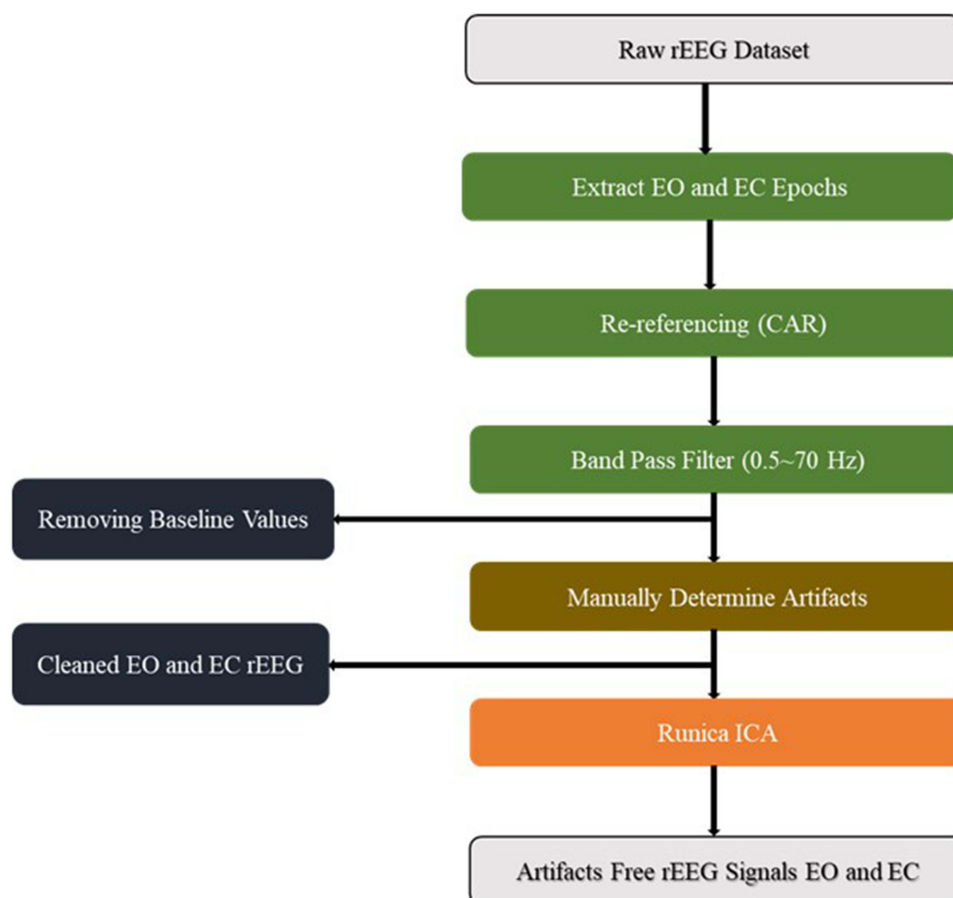 Raw rEEG Dataset
Extract EO and EC Epochs
Re-referencing (CAR)
Band Pass Filter (0.5~70 Hz)
Removing Baseline Values
Manually Determine Artifacts
Cleaned EO and EC rEEG
Runica ICA
Artifacts Free rEEG Signals EO and EC